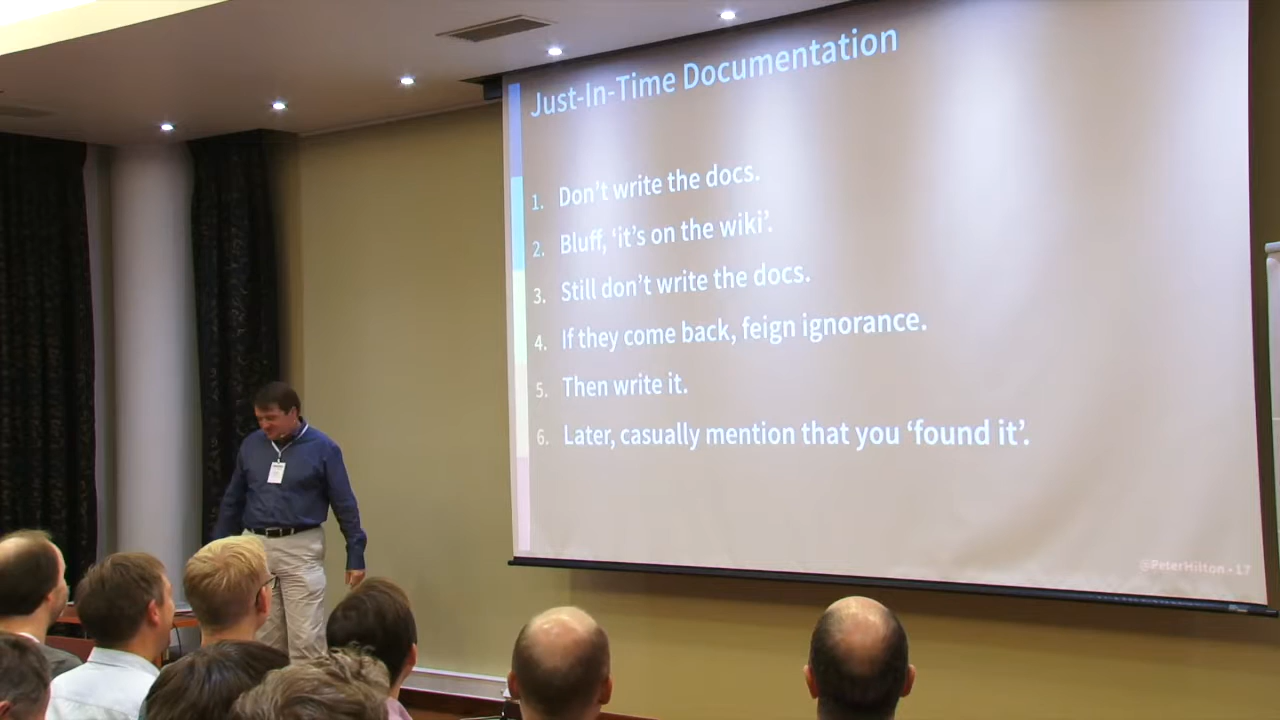 Just-In-Time Documentation
1. Don't write the docs.
2. Bluff, ‘it's on the wiki’.
3. Still don't write the docs.
4. If they come back, feign ignorance.
5. Then write it.
6. Later, casually mention that you ‘found it’.
@PeterHilton • 17